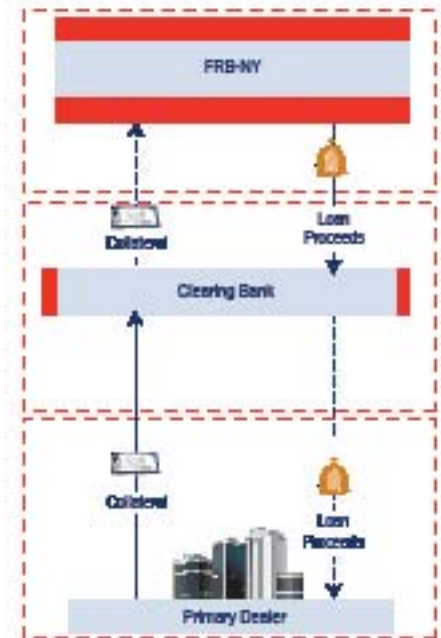 FRB-NY
Collateral
Loan
Proceeds
Clearing Bank
Collateral
Loan
Proceeds
Primary Dealer